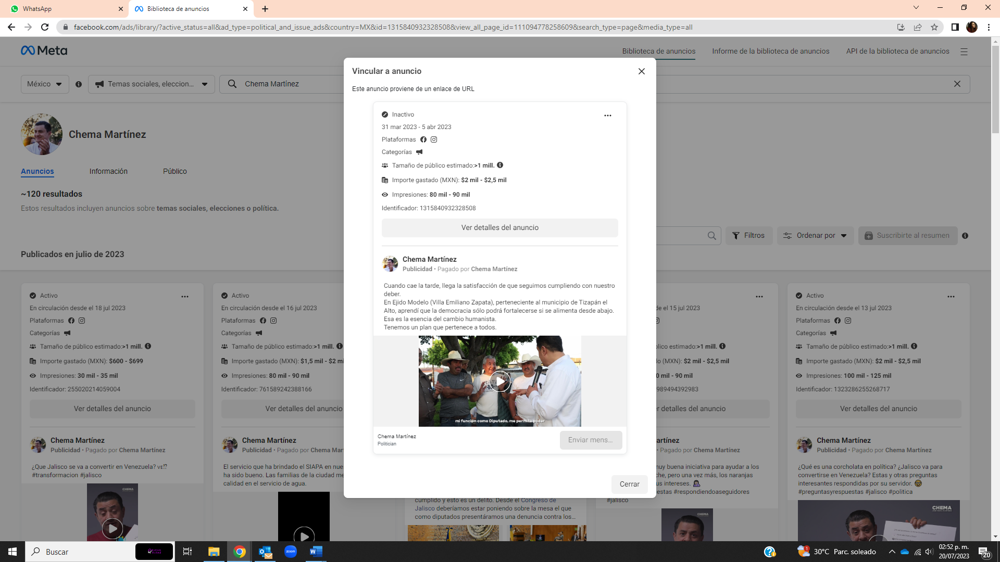 WhatsApp
Biblioteca de anuncios
facebook.com/ads/library/?active_status=all&ad_type=political_and_issue_ads&country=MX&id=1315840932328508&view_all_page_id=111094778258609&search_type=page&media_type=all
Meta
Biblioteca de anuncios
Informe de la biblioteca de anuncios
API de la biblioteca de anuncios
México
Temas sociales, eleccion...
Chema Martínez
Chema Martínez
Anuncios
Información
Público
~120 resultados
Estos resultados incluyen anuncios sobre temas sociales, elecciones o política.
Filtros
Ordenar por
Suscribirte al resumen
Publicados en julio de 2023
Vincular a anuncio
Este anuncio proviene de un enlace de URL
Inactivo
31 mar 2023 - 5 abr 2023
Plataformas
Categorías
Tamaño de público estimado:>1 mill.
Importe gastado (MXN): $2 mil - $2,5 mil
Impresiones: 80 mil - 90 mil
Identificador: 1315840932328508
Ver detalles del anuncio
Chema Martínez
Publicidad • Pagado por Chema Martínez
Cuando cae la tarde, llega la satisfacción de que seguimos cumpliendo con nuestro
deber.
En Ejido Modelo (Villa Emiliano Zapata), perteneciente al municipio de Tizapán el
Alto, aprendí que la democracia sólo podrá fortalecerse si se alimenta desde abajo.
Esa es la esencia del cambio humanista.
Tenemos un plan que pertenece a todos.
mi función como Diputado, me permite poder
Chema Martínez
Politician
Enviar mens...
Cerrar
Activo
En circulación desde el 18 jul 2023
Plataformas
Categorías
Tamaño de público estimado:>1 mill.
Importe gastado (MXN): $600 - $699
Impresiones: 30 mil - 35 mil
Identificador: 255020214059004
Ver detalles del anuncio
Chema Martínez
Publicidad • Pagado por Chema Martínez
¿Que Jalisco se va a convertir en Venezuela? VE⁉
#transformacion #jalisco
CHEMA
Activo
En circulación desde el 16 jul 2023
Plataformas
Categorías
Tamaño de público estimado:>1 mill.
Importe gastado (MXN): $1,5 mil - $2 mi
Impresiones: 80 mil - 90 mil
Identificador: 761589242388166
Ver detalles del anuncio
Chema Martínez
Publicidad • Pagado por Chema Mar
El servicio que ha brindado el SIAPA en nue
ha sido bueno. Las familias de la ciudad me
calidad en el servicio de agua.
cumplido y esto es un delito. Desde el Congreso de
Jalisco deberíamos estar poniendo sobre la mesa el que
como diputados presentáramos una denuncia contra los...
el 15 jul 2023
blico estimado:>1 mill.
do (MXN): $2 mil - $2,5 mil
0 mil - 90 mil
989494392983
r detalles del anuncio
artínez
• Pagado por Chema Martínez
muy buena iniciativa para ayudar a los
che, pero una vez más, los naranjas
us intereses.
estas #respondiendoaseguidores
#jalisco
CHEMA
Activo
En circulación desde el 13 jul 2023
Plataformas
Categorías
Tamaño de público estimado:>1 mill.
Importe gastado (MXN): $2 mil - $2,5 mil
Impresiones: 100 mil - 125 mil
Identificador: 1323286255268717
Ver detalles del anuncio
Chema Martínez
Publicidad • Pagado por Chema Martínez
¿Qué es una corcholata en política? ¿Jalisco va para
convertirse en Venezuela? Estas y otras preguntas
interesantes respondidas por su servidor.
#preguntasyrespuestas #jalisco #politica
CHEMA
Buscar
zoom
30°C Parc. soleado
02:52 p. m.
20/07/2023
20